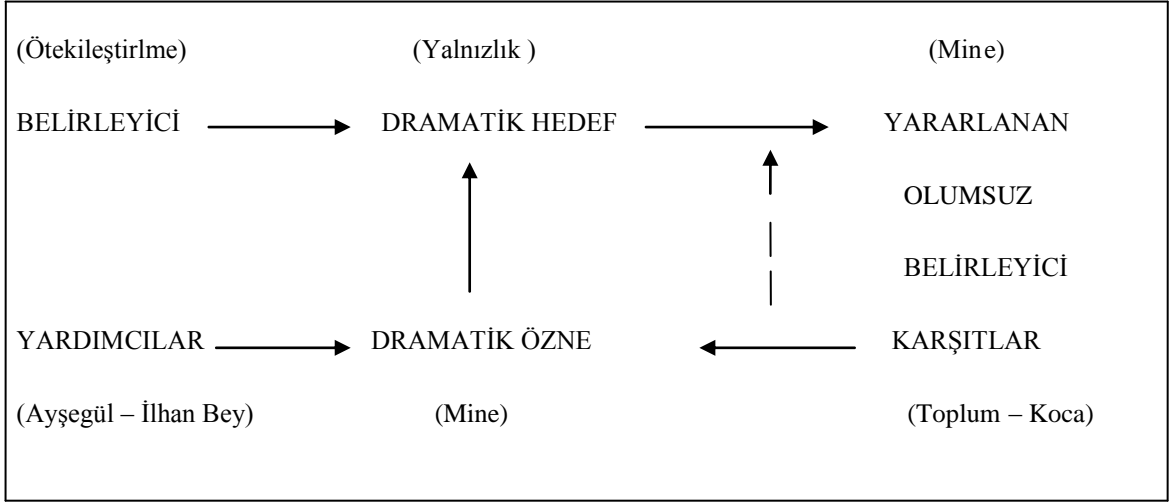 (Ötekileştirlme) (Yalnızlık ) (Mine)
BELİRLEYİCİ DRAMATİK HEDEF YARARLANAN
OLUMSUZ
BELİRLEYİCİ
YARDIMCILAR DRAMATİK ÖZNE KARŞITLAR
(Ayşegül – İlhan Bey) (Mine) (Toplum – Koca)